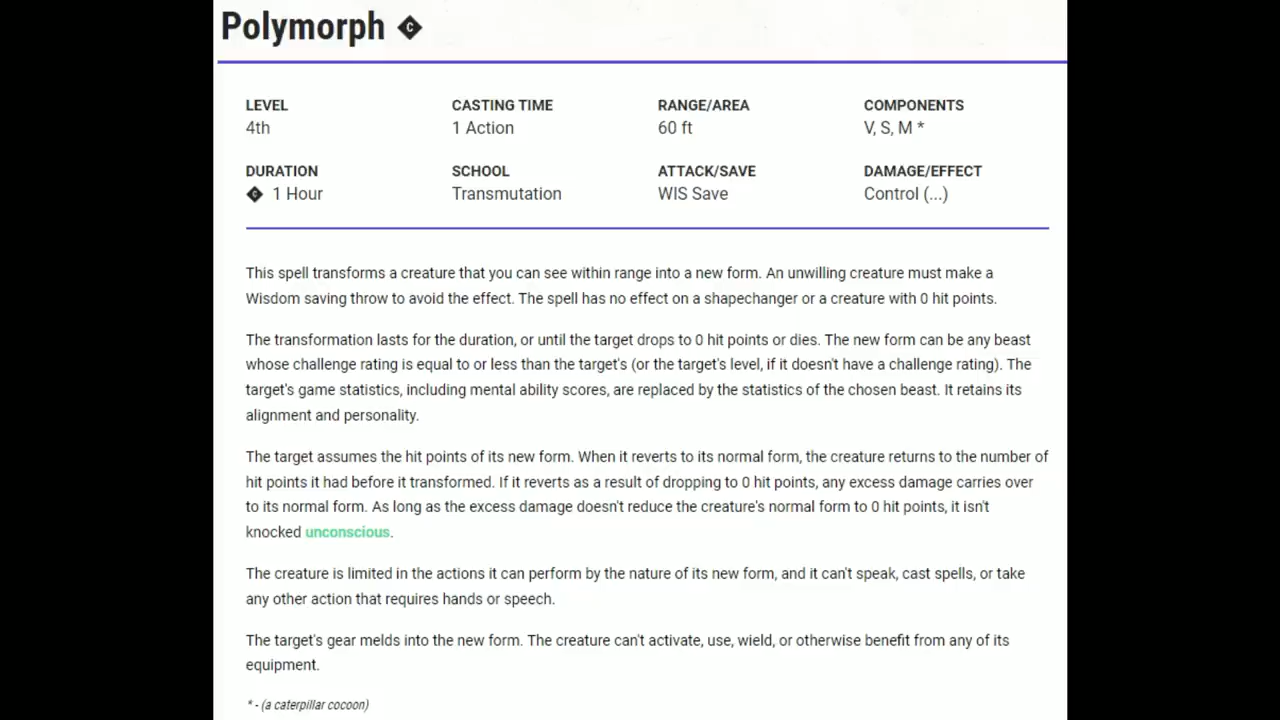 Polymorph C
LEVEL CASTING TIME RANGE/AREA COMPONENTS
4th 1 Action 60 ft V, S, M *
DURATION SCHOOL ATTACK/SAVE DAMAGE/EFFECT
C 1 Hour Transmutation WIS Save Control (...)
This spell transforms a creature that you can see within range into a new form. An unwilling creature must make a
Wisdom saving throw to avoid the effect. The spell has no effect on a shapechanger or a creature with 0 hit points.
The transformation lasts for the duration, or until the target drops to 0 hit points or dies. The new form can be any beast
whose challenge rating is equal to or less than the target's (or the target's level, if it doesn't have a challenge rating). The
target's game statistics, including mental ability scores, are replaced by the statistics of the chosen beast. It retains its
alignment and personality.
The target assumes the hit points of its new form. When it reverts to its normal form, the creature returns to the number of
hit points it had before it transformed. If it reverts as a result of dropping to 0 hit points, any excess damage carries over
to its normal form. As long as the excess damage doesn't reduce the creature's normal form to 0 hit points, it isn't
knocked unconscious.
The creature is limited in the actions it can perform by the nature of its new form, and it can't speak, cast spells, or take
any other action that requires hands or speech.
The target's gear melds into the new form. The creature can't activate, use, wield, or otherwise benefit from any of its
equipment.
* - (a caterpillar cocoon)